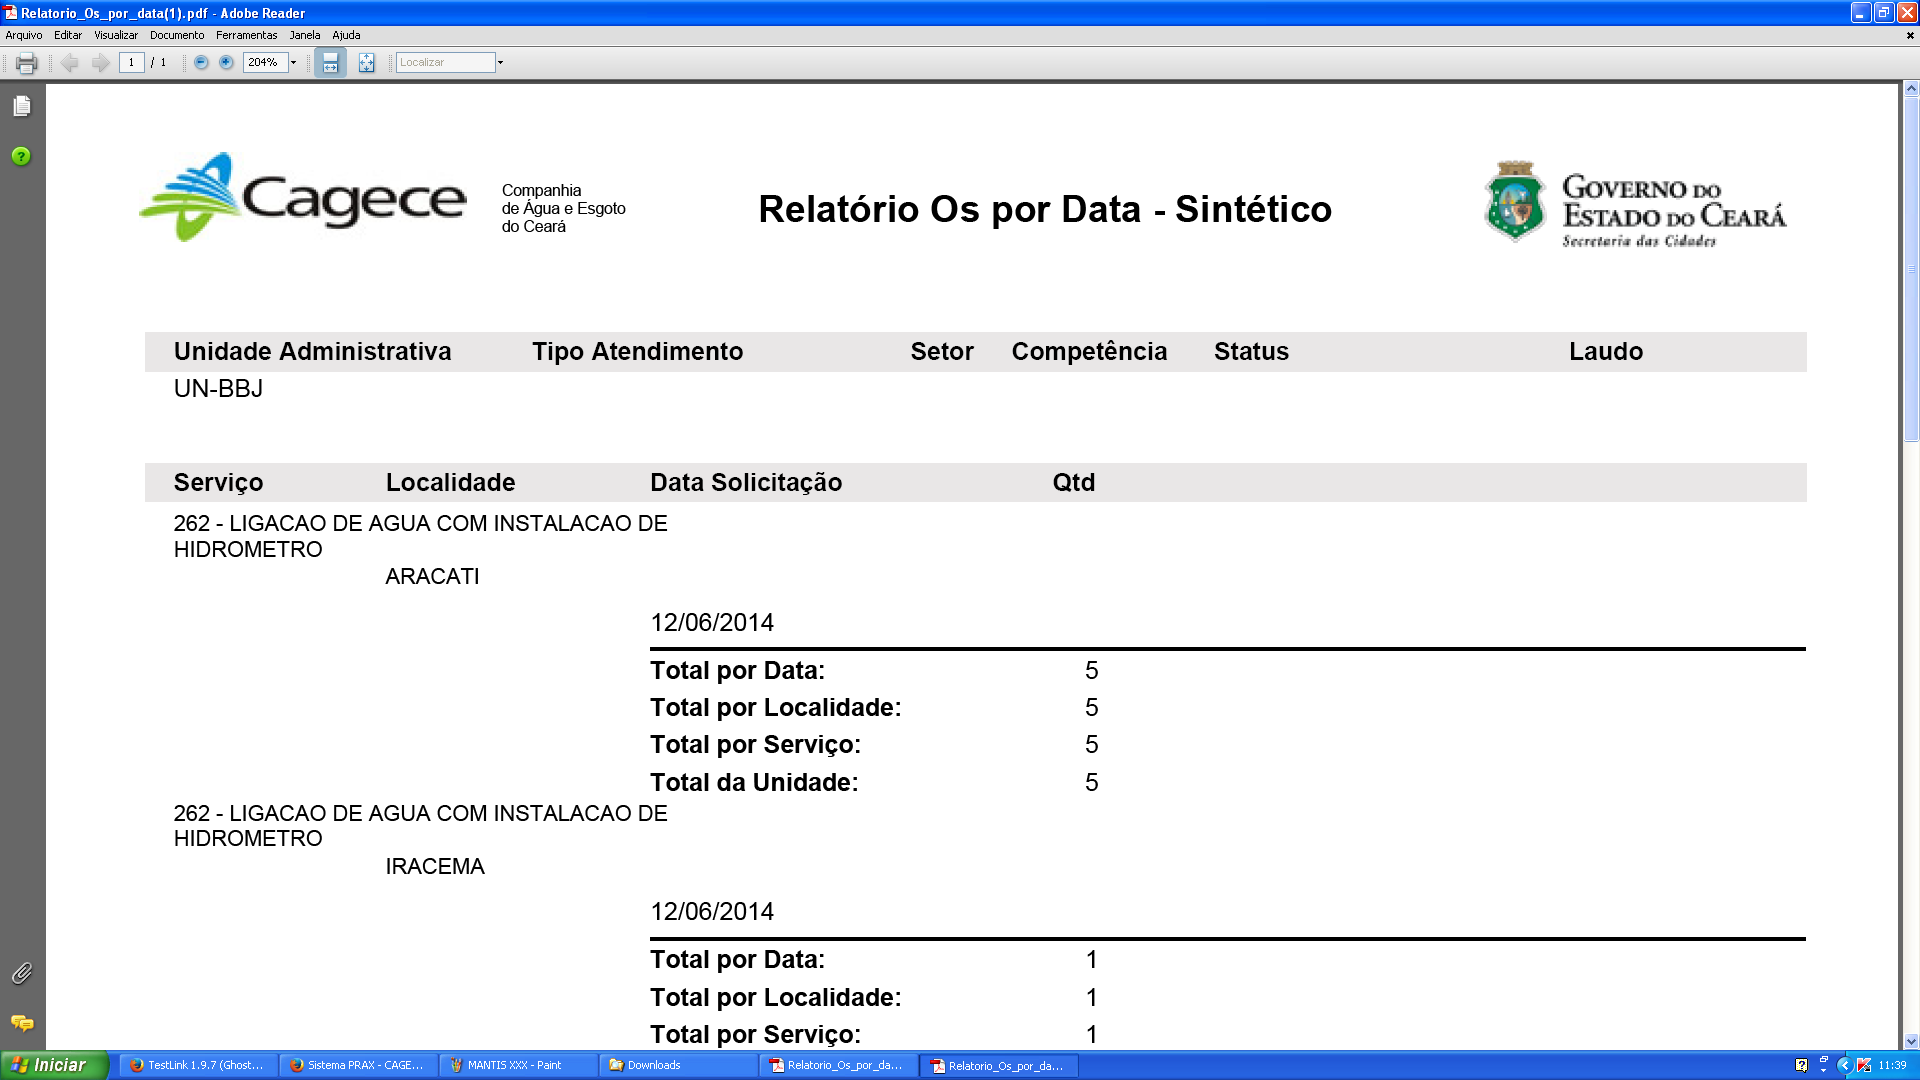 Relatorio_Os_por_data(1).pdf - Adobe Reader
Arquivo Editar Visualizar Documento Ferramentas Janela Ajuda
1 / 1 204% Localizar
Cagece
Companhia
de Água e Esgoto
do Ceará
Relatório Os por Data - Sintético
GOVERNO DO
ESTADO DO CEARÁ
Secretaria das Cidades
Unidade Administrativa Tipo Atendimento Setor Competência Status Laudo
UN-BBJ
Serviço Localidade Data Solicitação Qtd
262 - LIGACAO DE AGUA COM INSTALACAO DE
HIDROMETRO
ARACATI
12/06/2014
Total por Data: 5
Total por Localidade: 5
Total por Serviço: 5
Total da Unidade: 5
262 - LIGACAO DE AGUA COM INSTALACAO DE
HIDROMETRO
IRACEMA
12/06/2014
Total por Data: 1
Total por Localidade: 1
Total por Serviço: 1
Iniciar TestLink 1.9.7 (Ghost... Sistema PRAX - CAGE... MANTIS XXX - Paint Downloads Relatorio_Os_por_da... Relatorio_Os_por_da... 11:39